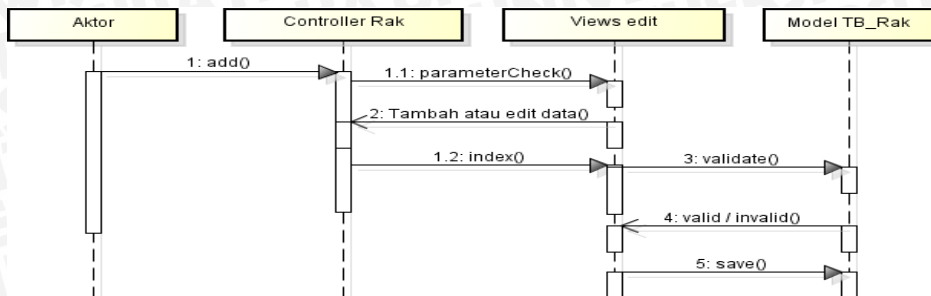 Aktor
Controller Rak
Views edit
Model TB_Rak
1: add()
1.1: parameterCheck()
2: Tambah atau edit data()
1.2: index()
3: validate()
4: valid / invalid()
5: save()